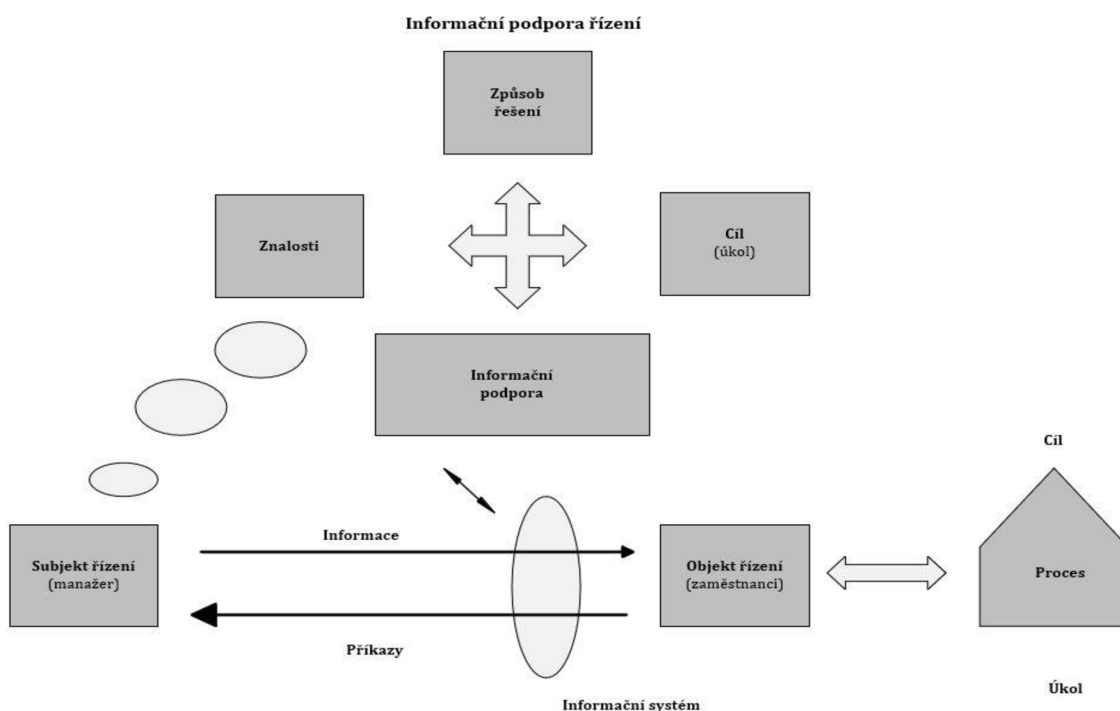 Informační podpora řízení
Způsob
řešení
Znalosti
Cíl
(úkol)
Informační
podpora
Cíl
Informace
Subjekt řízení
(manažer)
Objekt řízení
(zaměstnanci)
Proces
Příkazy
Úkol
Informační systém